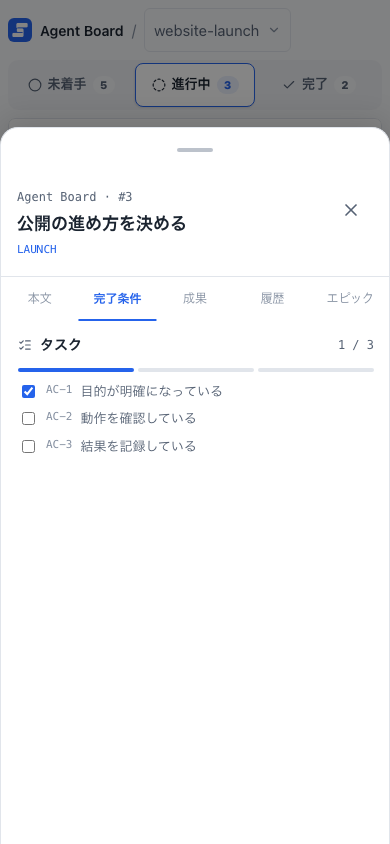 Agent Board / website-launch
未着手 5 進行中 3 完了 2
Agent Board · #3
公開の進め方を決める
LAUNCH
本文 完了条件 成果 履歴 エピック
タスク 1 / 3
AC-1 目的が明確になっている
AC-2 動作を確認している
AC-3 結果を記録している